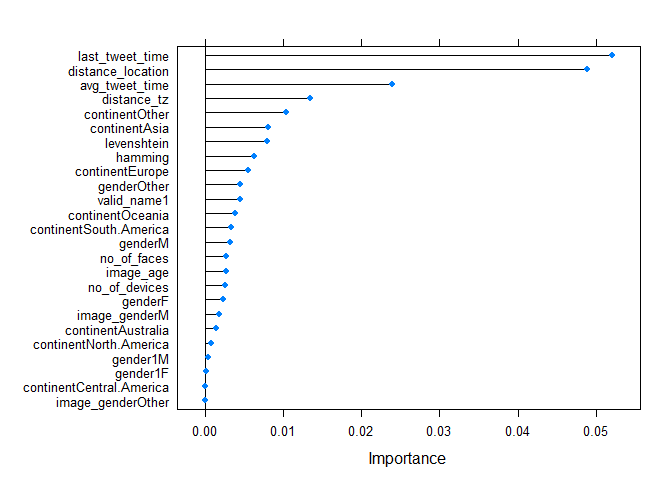 last_tweet_time
distance_location
avg_tweet_time
distance_tz
continentOther
continentAsia
levenshtein
hamming
continentEurope
genderOther
valid_name1
continentOceania
continentSouth.America
genderM
no_of_faces
image_age
no_of_devices
genderF
image_genderM
continentAustralia
continentNorth.America
gender1M
gender1F
continentCentral.America
image_genderOther
0.00 0.01 0.02 0.03 0.04 0.05
Importance